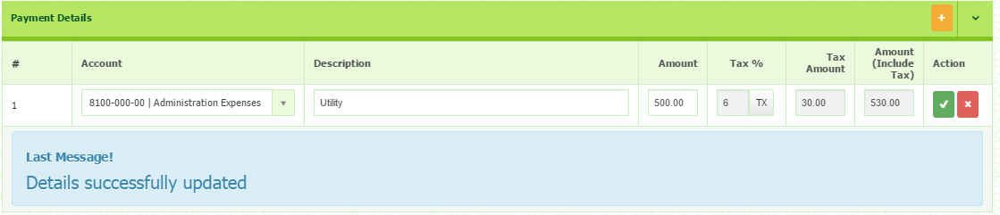 Payment Details
+
# Account Description Amount Tax % Tax Amount Amount (Include Tax) Action
1 8100-000-00 | Administration Expenses Utility 500.00 6 TX 30.00 530.00
Last Message!
Details successfully updated